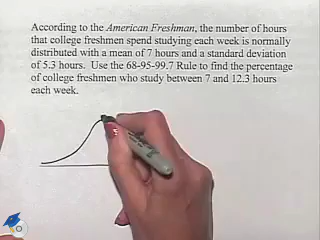 According to the American Freshman, the number of hours
that college freshmen spend studying each week is normally
distributed with a mean of 7 hours and a standard deviation
of 5.3 hours.  Use the 68-95-99.7 Rule to find the percentage
of college freshmen who study between 7 and 12.3 hours
each week.